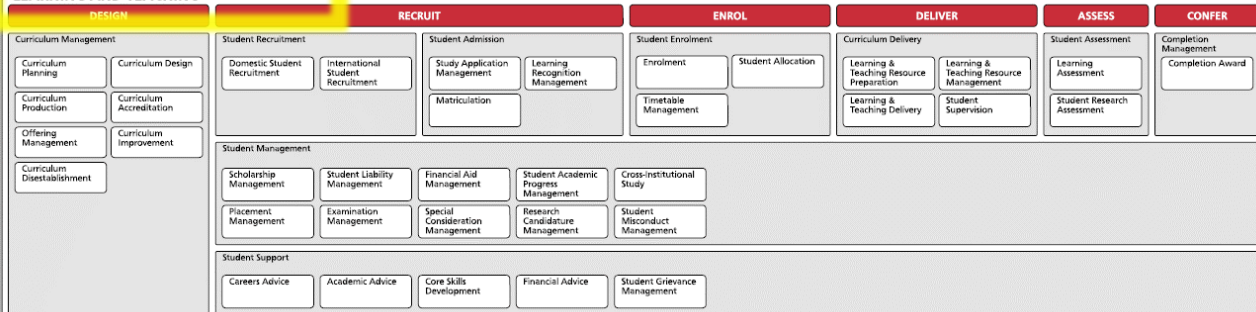 DESIGN
RECRUIT
ENROL
DELIVER
ASSESS
CONFER
Curriculum Management
Curriculum
Planning
Curriculum Design
Curriculum
Production
Curriculum
Accreditation
Offering
Management
Curriculum
Improvement
Curriculum
Disestablishment
Student Recruitment
Domestic Student
Recruitment
International
Student
Recruitment
Student Admission
Study Application
Management
Learning
Recognition
Management
Matriculation
Student Enrolment
Enrolment
Student Allocation
Timetable
Management
Curriculum Delivery
Learning &
Teaching Resource
Preparation
Learning &
Teaching Resource
Management
Learning &
Teaching Delivery
Student
Supervision
Student Assessment
Learning
Assessment
Student Research
Assessment
Completion
Management
Completion Award
Student Management
Scholarship
Management
Student Liability
Management
Financial Aid
Management
Student Academic
Progress
Management
Cross-Institutional
Study
Placement
Management
Examination
Management
Special
Consideration
Management
Research
Candidature
Management
Student
Misconduct
Management
Student Support
Careers Advice
Academic Advice
Core Skills
Development
Financial Advice
Student Grievance
Management